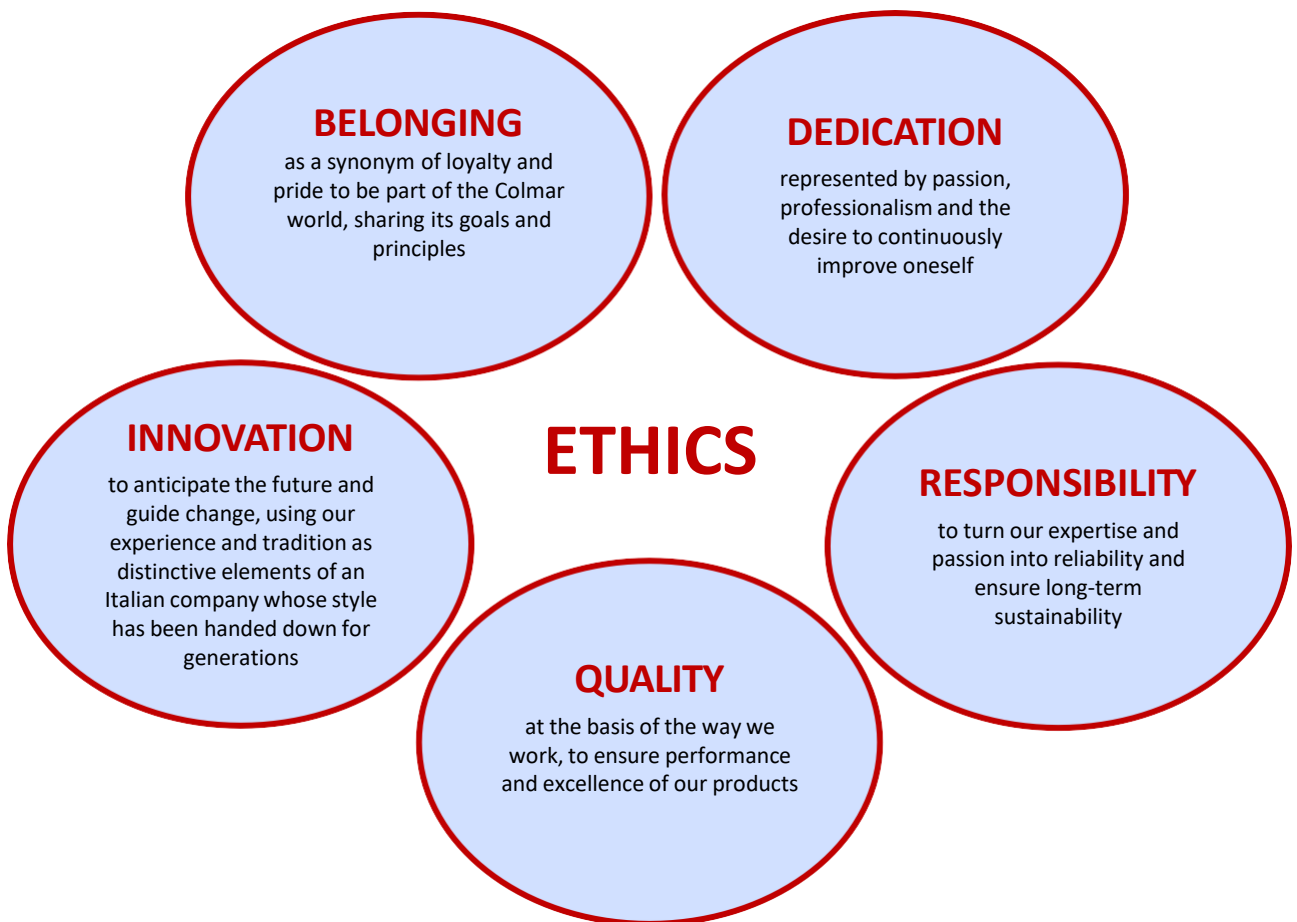 BELONGING
as a synonym of loyalty and
pride to be part of the Colmar
world, sharing its goals and
principles
DEDICATION
represented by passion,
professionalism and the
desire to continuously
improve oneself
INNOVATION
to anticipate the future and
guide change, using our
experience and tradition as
distinctive elements of an
Italian company whose style
has been handed down for
generations
ETHICS
RESPONSIBILITY
to turn our expertise and
passion into reliability and
ensure long-term
sustainability
QUALITY
at the basis of the way we
work, to ensure performance
and excellence of our products